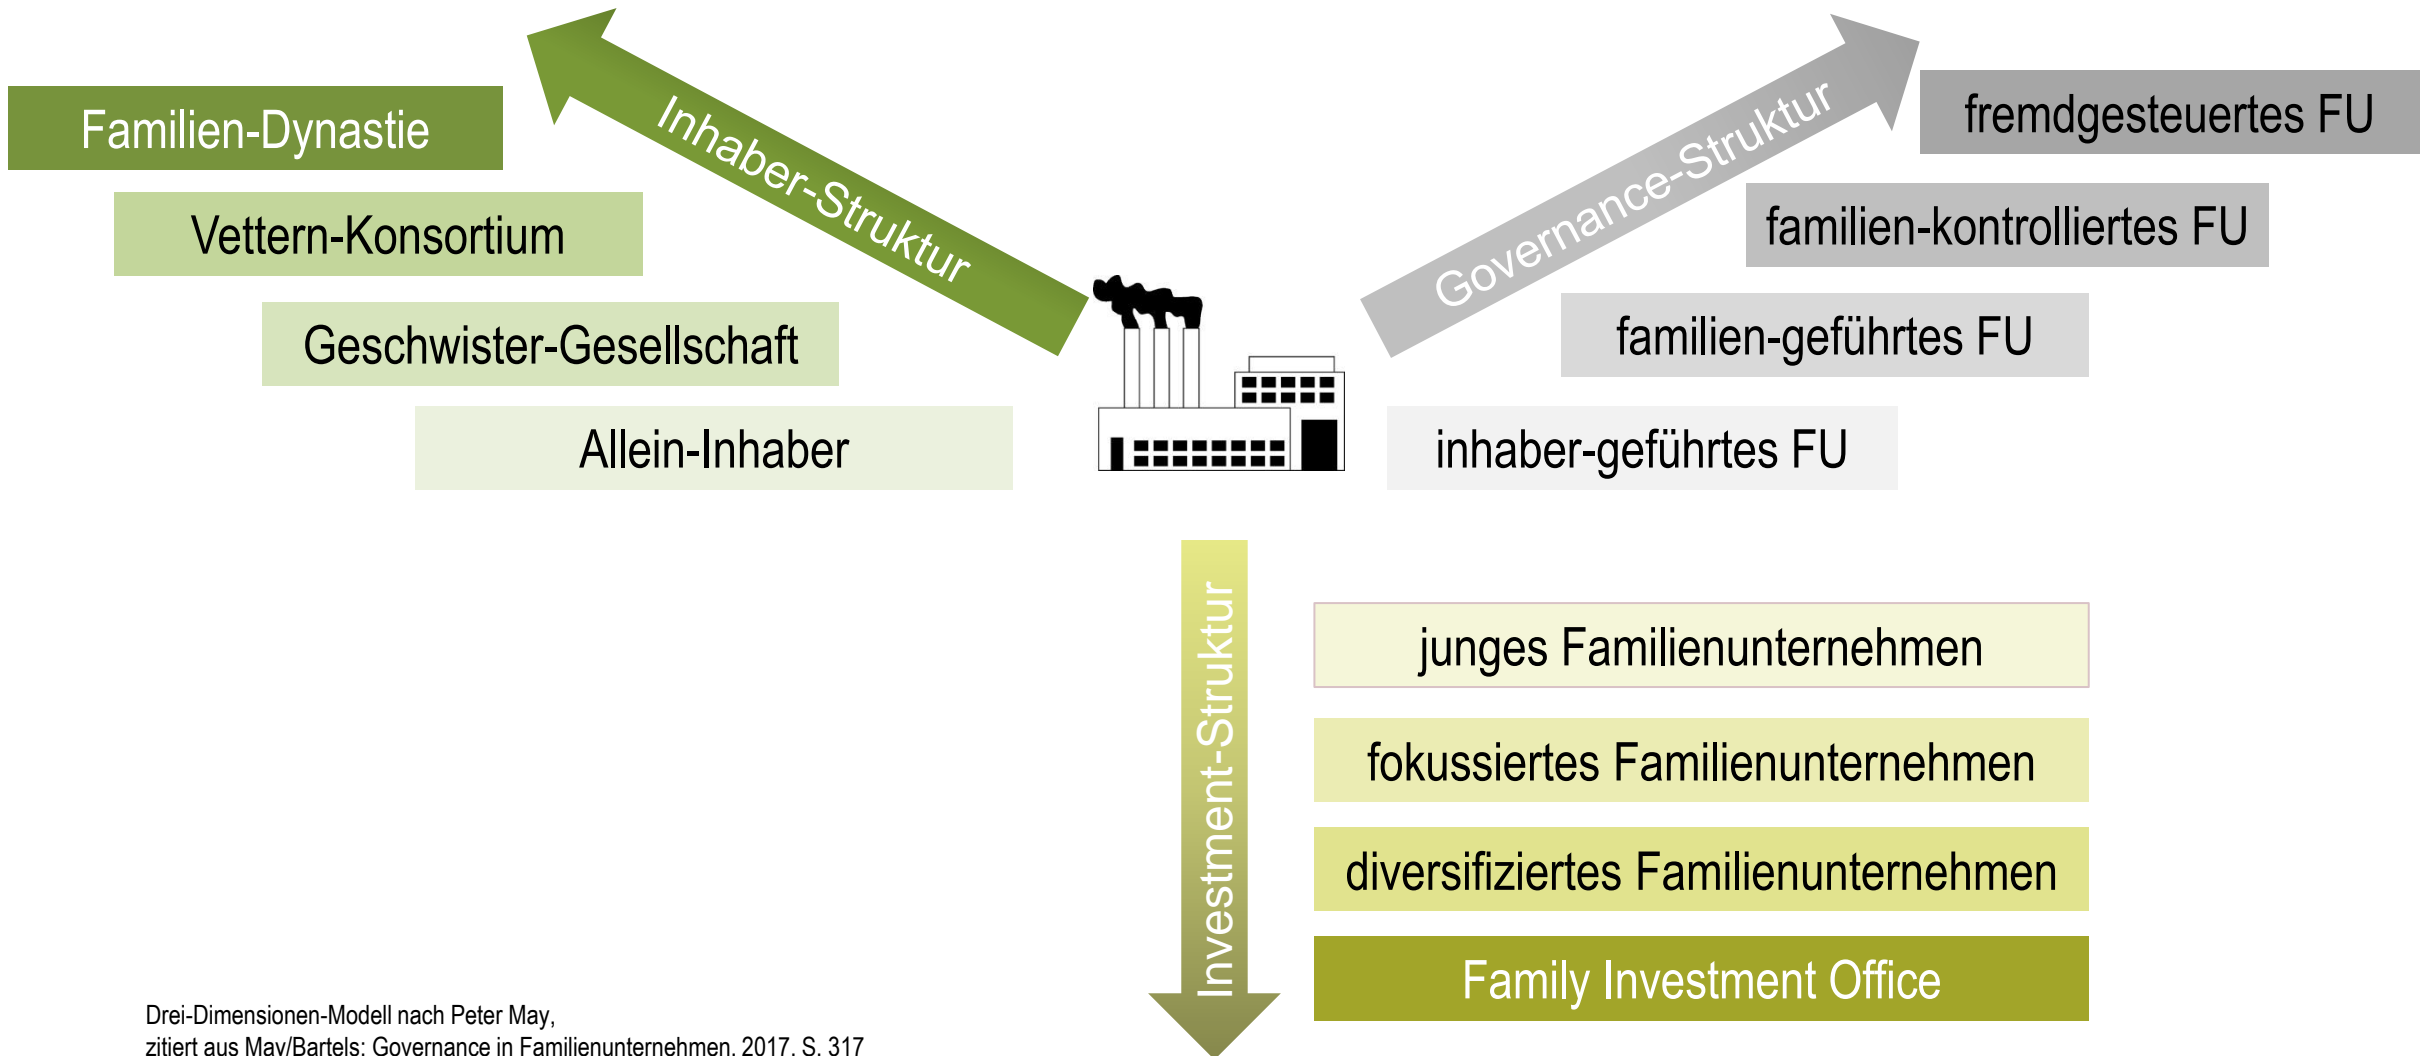 Familien-Dynastie
Vettern-Konsortium
Geschwister-Gesellschaft
Allein-Inhaber
Inhaber-Struktur
Governance-Struktur
fremdgesteuertes FU
familien-kontrolliertes FU
familien-geführtes FU
inhaber-geführtes FU
Investment-Struktur
junges Familienunternehmen
fokussiertes Familienunternehmen
diversifiziertes Familienunternehmen
Family Investment Office
Drei-Dimensionen-Modell nach Peter May,
zitiert aus May/Bartels: Governance in Familienunternehmen, 2017, S. 317